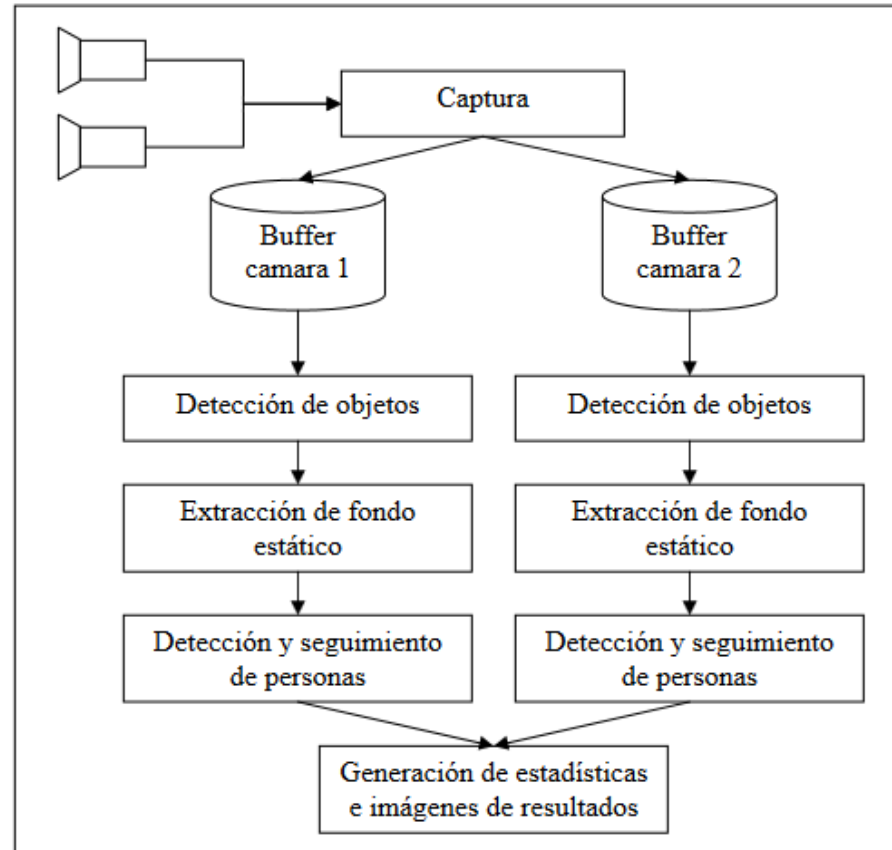 Captura
Buffer
camara 1
Buffer
camara 2
Detección de objetos
Detección de objetos
Extracción de fondo
estático
Extracción de fondo
estático
Detección y seguimiento
de personas
Detección y seguimiento
de personas
Generación de estadísticas
e imágenes de resultados